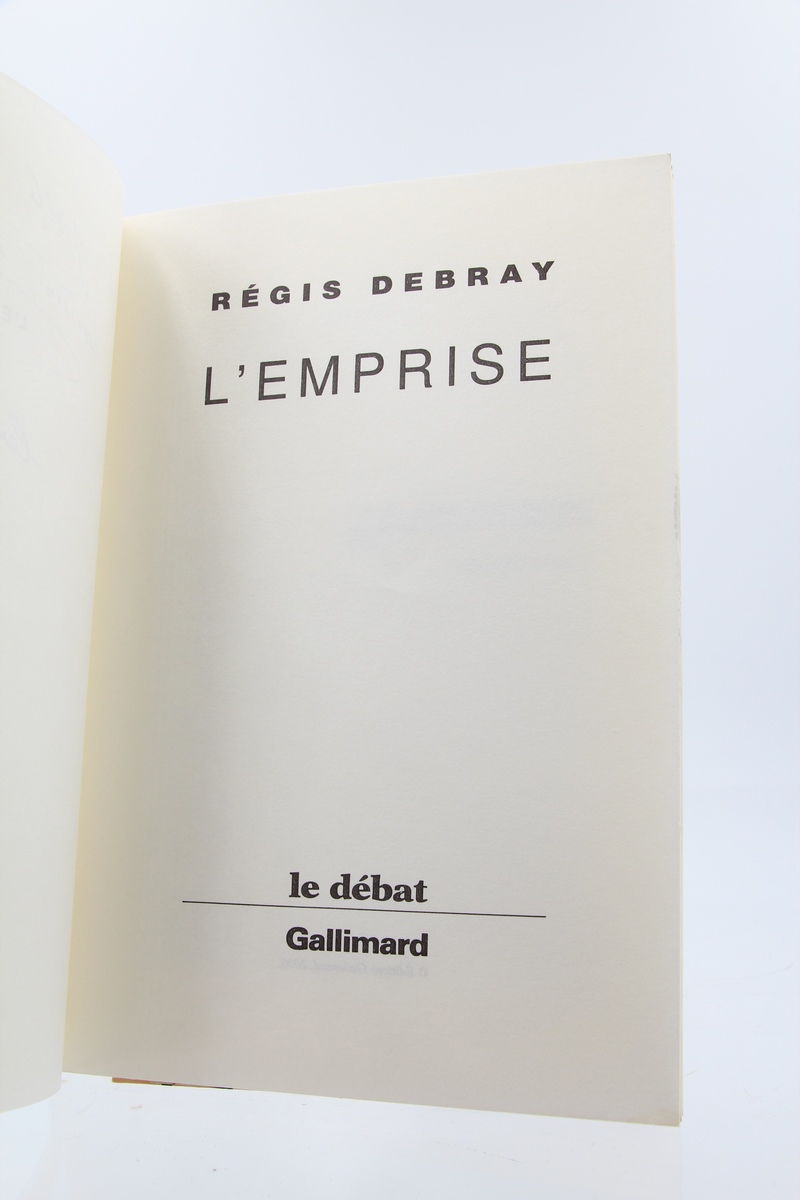 RÉGIS DEBRAY
L'EMPRISE
le débat
Gallimard